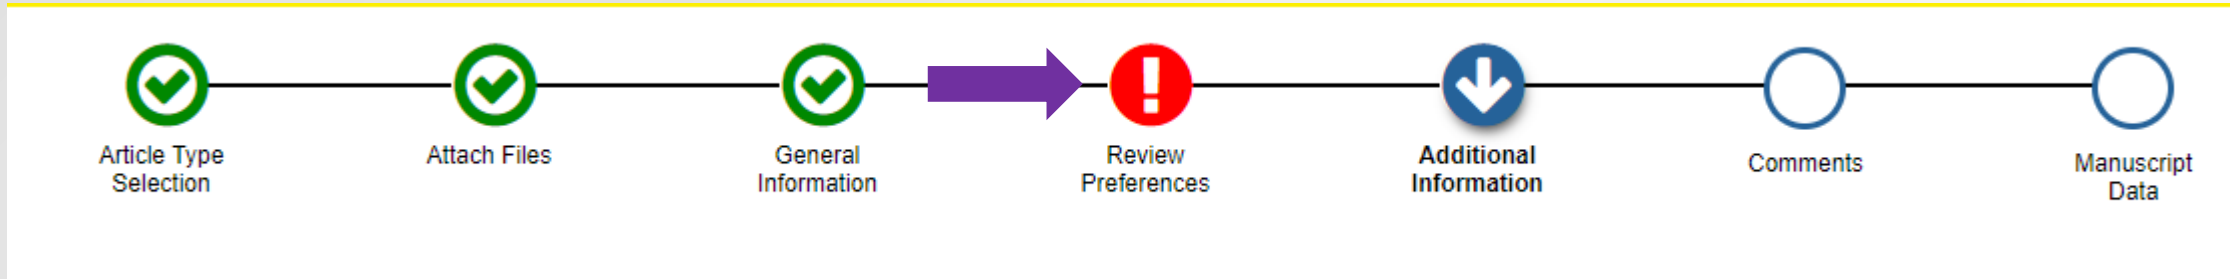 Article Type
Selection
Attach Files
General
Information
Review
Preferences
Additional
Information
Comments
Manuscript
Data